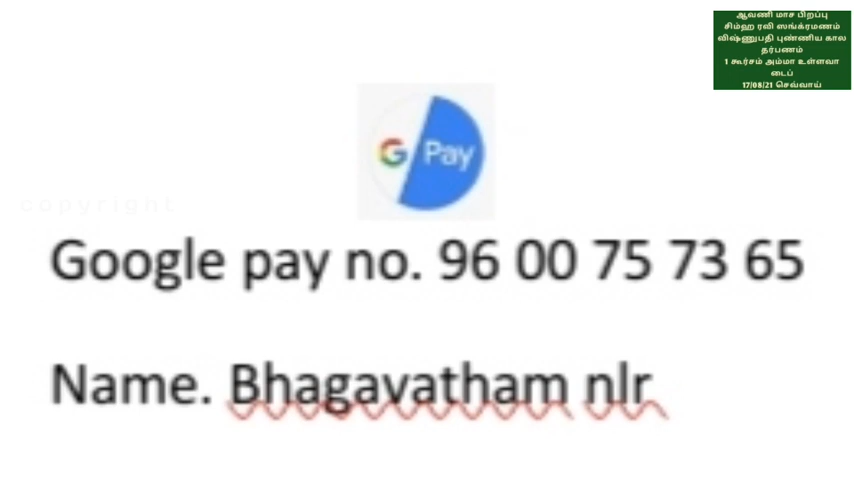 ஆவணி மாச பிறப்பு
சிம்ஹ ரவி ஸங்க்ரமணம்
விஷ்ணுபதி புண்ணிய கால
தர்பணம்
1 கூர்சம் அம்மா உள்ளவா
டைப்
17/08/21 செவ்வாய்
G Pay
copyright
Google pay no. 96 00 75 73 65
Name. Bhagavatham nlr